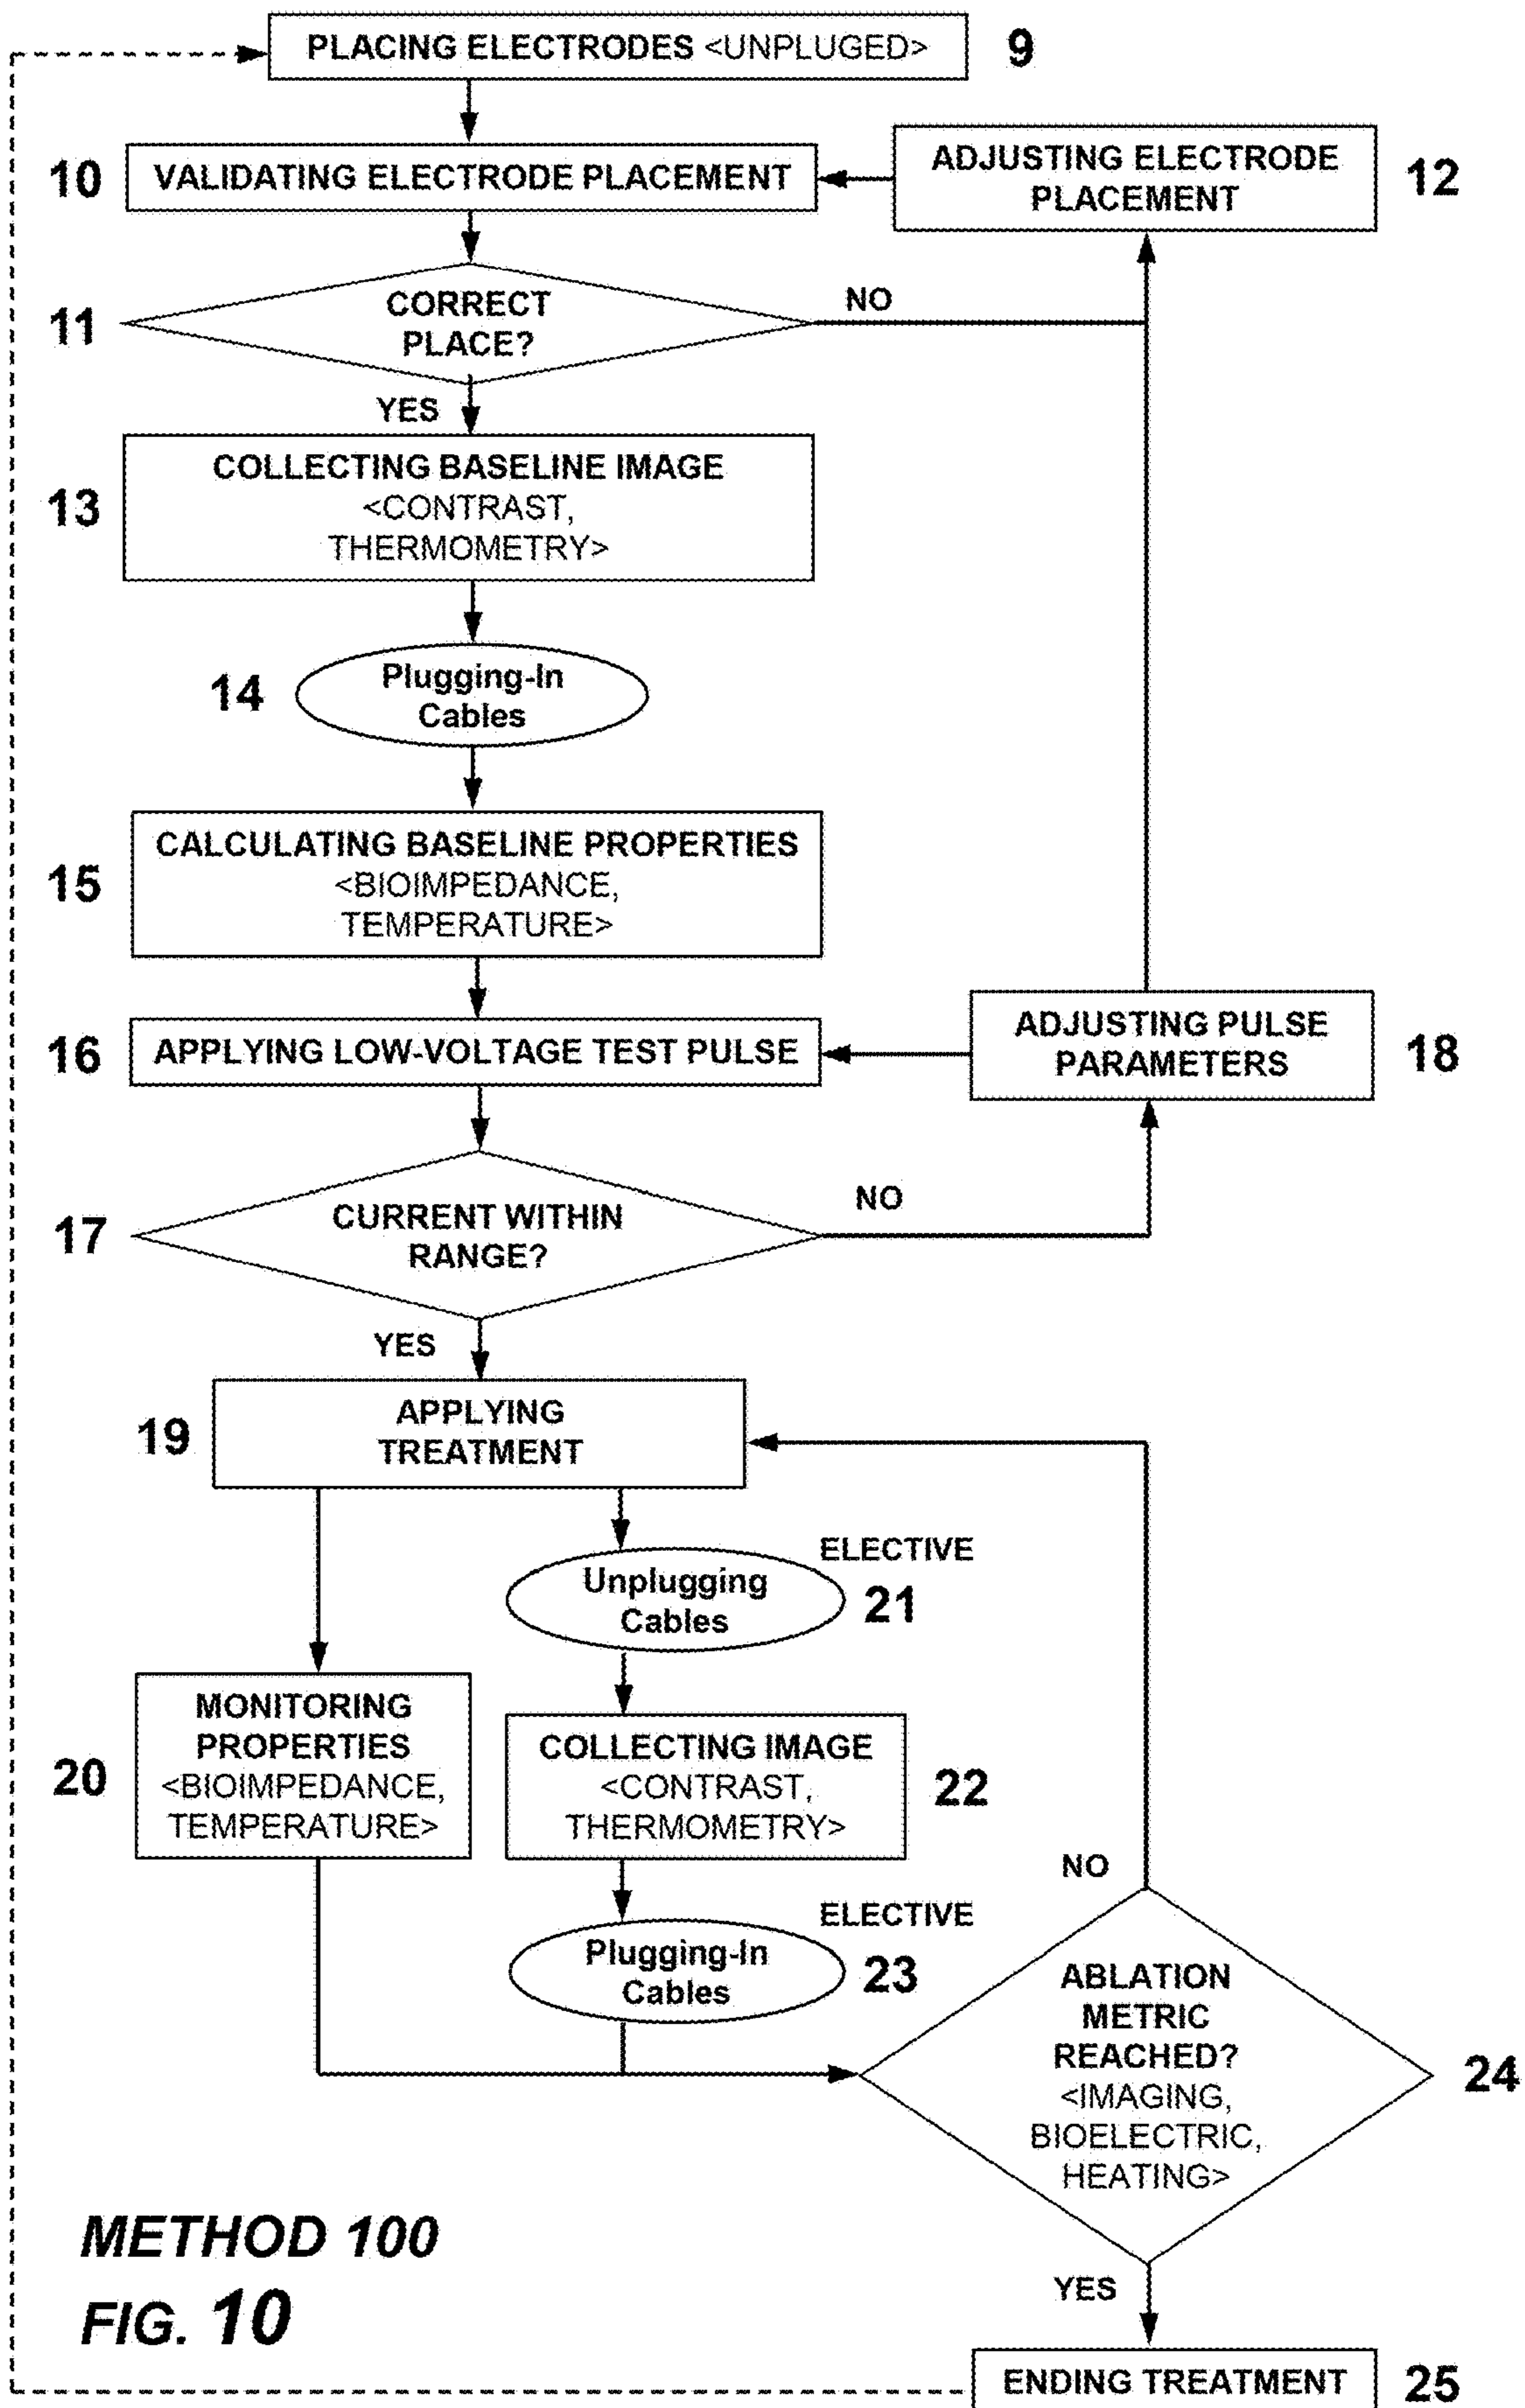 PLACING ELECTRODES <UNPLUGED> 9
10 VALIDATING ELECTRODE PLACEMENT
ADJUSTING ELECTRODE
PLACEMENT
12
11
CORRECT
PLACE?
NO
YES
13
COLLECTING BASELINE IMAGE
<CONTRAST,
THERMOMETRY>
14
Plugging-In
Cables
15
CALCULATING BASELINE PROPERTIES
<BIOIMPEDANCE,
TEMPERATURE>
16 APPLYING LOW-VOLTAGE TEST PULSE
ADJUSTING PULSE
PARAMETERS
18
17
CURRENT WITHIN
RANGE?
NO
YES
19
APPLYING
TREATMENT
ELECTIVE
Unplugging
Cables
21
20
MONITORING
PROPERTIES
<BIOIMPEDANCE,
TEMPERATURE>
COLLECTING IMAGE
<CONTRAST,
THERMOMETRY>
22
ELECTIVE
Plugging-In
Cables
23
NO
ABLATION
METRIC
REACHED?
<IMAGING,
BIOELECTRIC,
HEATING>
24
YES
METHOD 100
FIG. 10
ENDING TREATMENT 25